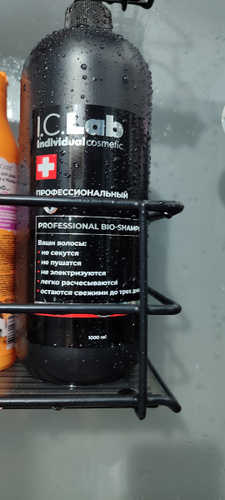 I.C.Lab
Individual cosmetic
ПРОФЕССИОНАЛЬНЫЙ
PROFESSIONAL BIO-SHAMP
Ваши волосы:
• не секутся
• не пушатся
• не электризуются
• легко расчесываются
• остаются свежими до трех дн
1000 ml